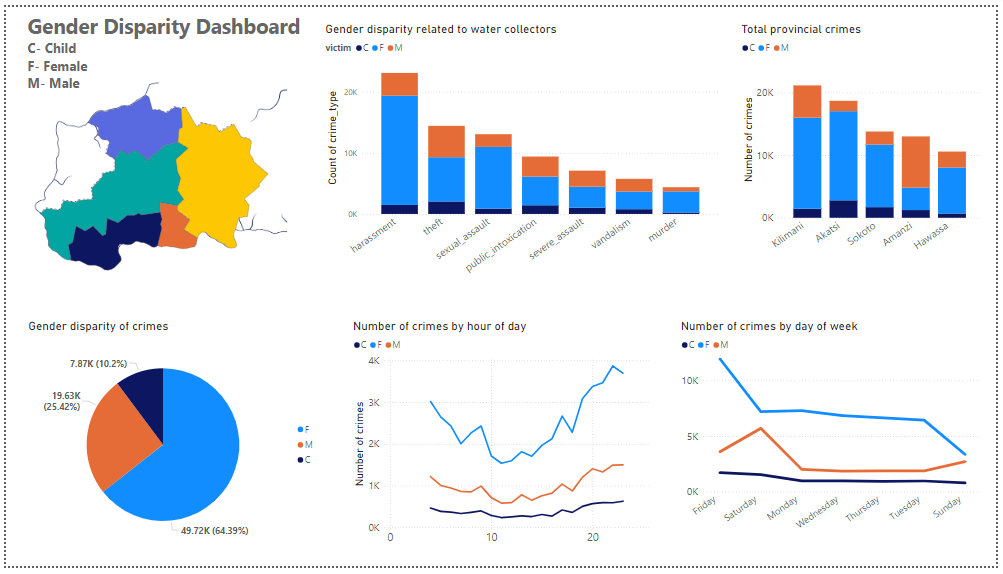 Gender Disparity Dashboard
C- Child
F- Female
M- Male
Gender disparity related to water collectors
victim C F M
Count of crime_type
20K
10K
0K
harassment
theft
sexual_assault
public_intoxication
severe_assault
vandalism
murder
Total provincial crimes
C F M
Number of crimes
20K
10K
0K
Kilimani
Akatsi
Sokoto
Amanzi
Hawassa
Gender disparity of crimes
7.87K (10.2%)
19.63K
(25.42%)
49.72K (64.39%)
F
M
C
Number of crimes by hour of day
C F M
Number of crimes
4K
3K
2K
1K
0K
0 10 20
Number of crimes by day of week
C F M
Number of crimes
10K
5K
0K
Friday
Saturday
Monday
Wednesday
Thursday
Tuesday
Sunday